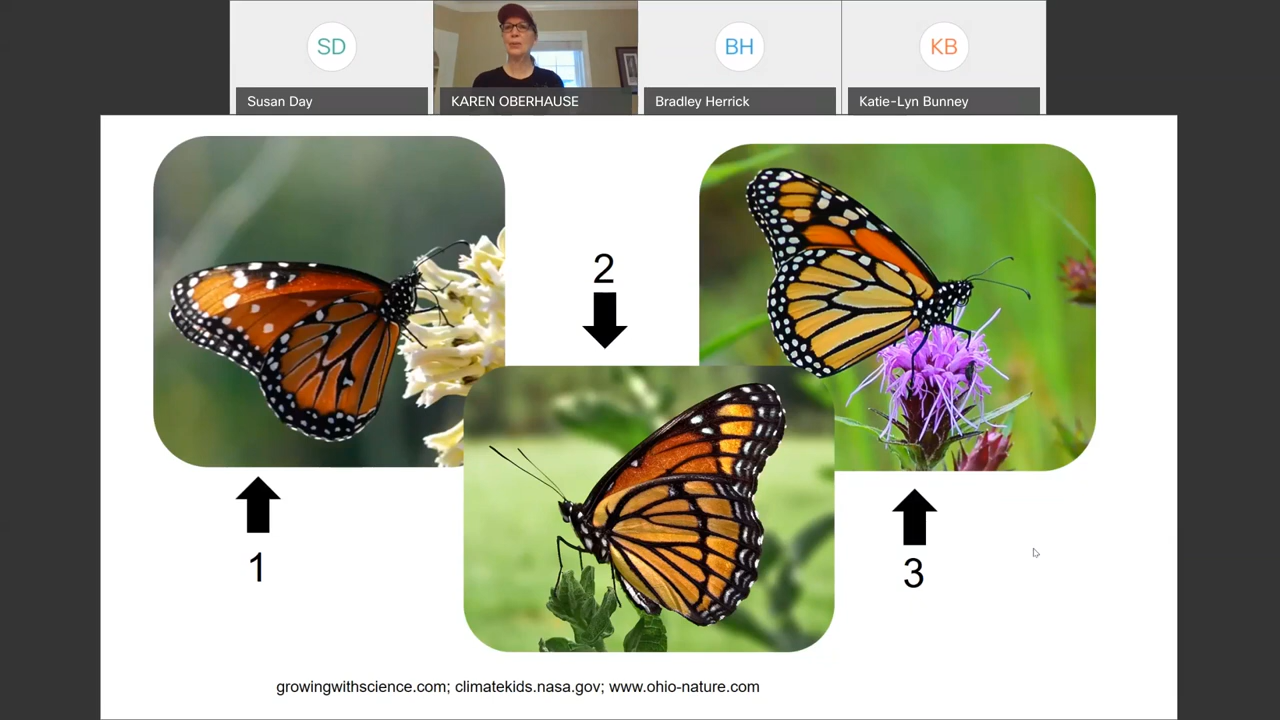 SD
BH
KB
Susan Day
KAREN OBERHAUSE
Bradley Herrick
Katie-Lyn Bunney
2
1
3
growingwithscience.com; climatekids.nasa.gov; www.ohio-nature.com